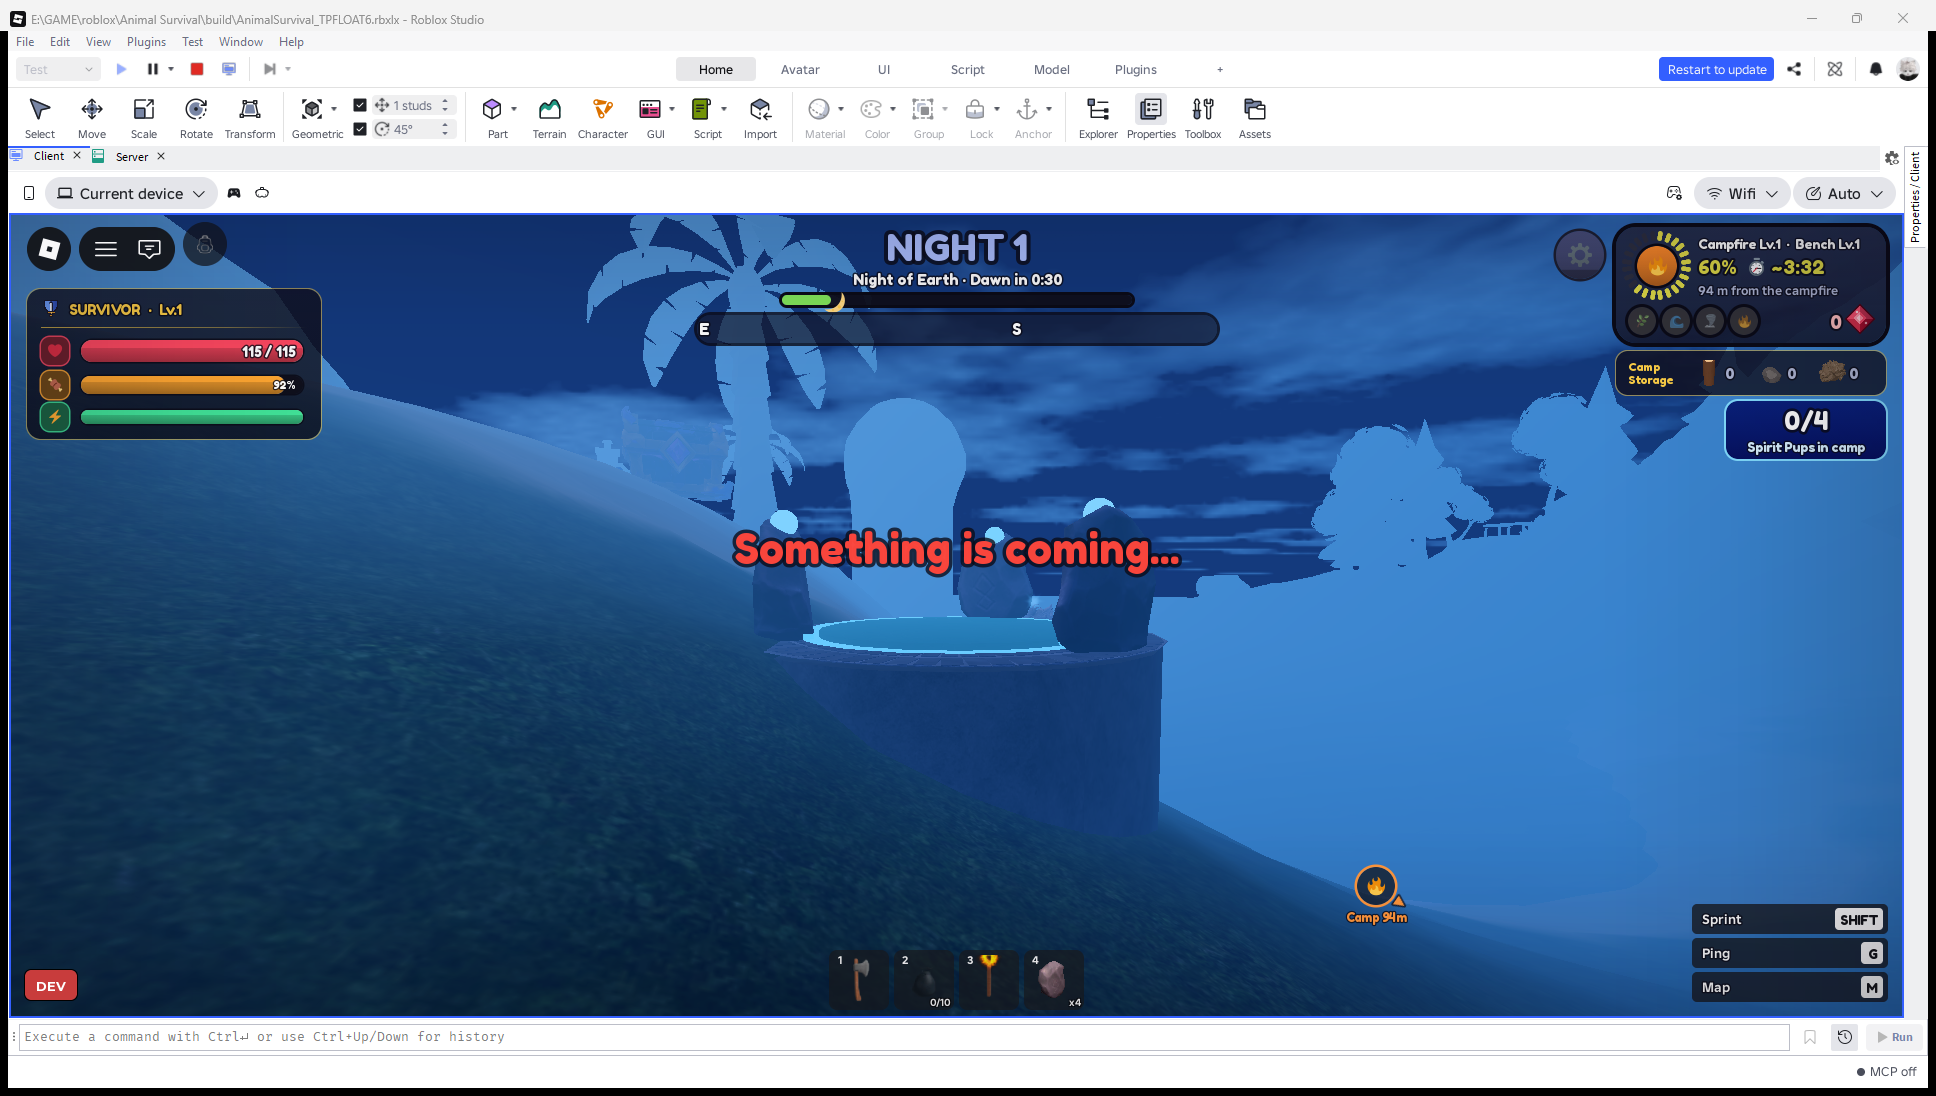 E:\GAME\roblox\Animal Survival\build\AnimalSurvival_TPFLOAT6.rbxlx - Roblox Studio
File Edit View Plugins Test Window Help
Test Home Avatar UI Script Model Plugins + Restart to update
1 studs
45°
Select Move Scale Rotate Transform Geometric Part Terrain Character GUI Script Import Material Color Group Lock Anchor Explorer Properties Toolbox Assets
Client Server
Properties / Client
Current device Wifi Auto
NIGHT 1
Night of Earth · Dawn in 0:30
E S
SURVIVOR · Lv.1
115 / 115
92%
Campfire Lv.1 · Bench Lv.1
60% ~3:32
94 m from the campfire
0
Camp Storage 0 0 0
0/4
Spirit Pups in camp
Something is coming...
Camp 94m
Sprint SHIFT
Ping G
Map M
DEV
1 2 3 4
0/10 x4
Execute a command with Ctrl↵ or use Ctrl+Up/Down for history
Run
MCP off